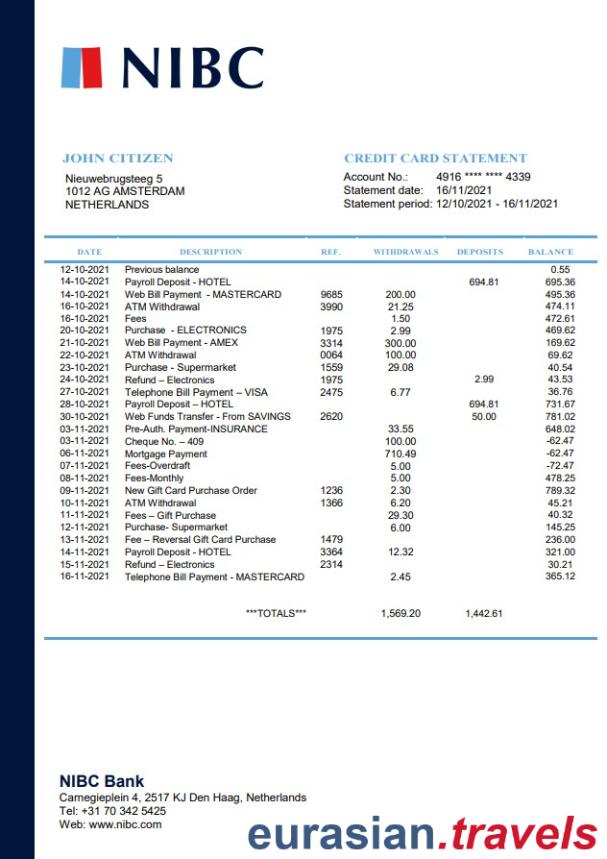 NIBC
JOHN CITIZEN
Nieuwebrugsteeg 5
1012 AG AMSTERDAM
NETHERLANDS
CREDIT CARD STATEMENT
Account No.: 4916 **** **** 4339
Statement date: 16/11/2021
Statement period: 12/10/2021 - 16/11/2021
DATE DESCRIPTION REF. WITHDRAWALS DEPOSITS BALANCE
12-10-2021 Previous balance 0.55
14-10-2021 Payroll Deposit - HOTEL 694.81 695.36
14-10-2021 Web Bill Payment - MASTERCARD 9685 200.00 495.36
16-10-2021 ATM Withdrawal 3990 21.25 474.11
16-10-2021 Fees 1.50 472.61
20-10-2021 Purchase - ELECTRONICS 1975 2.99 469.62
21-10-2021 Web Bill Payment - AMEX 3314 300.00 169.62
22-10-2021 ATM Withdrawal 0064 100.00 69.62
23-10-2021 Purchase - Supermarket 1559 29.08 40.54
24-10-2021 Refund – Electronics 1975 2.99 43.53
27-10-2021 Telephone Bill Payment – VISA 2475 6.77 36.76
28-10-2021 Payroll Deposit – HOTEL 694.81 731.67
30-10-2021 Web Funds Transfer - From SAVINGS 2620 50.00 781.02
03-11-2021 Pre-Auth. Payment-INSURANCE 33.55 648.02
03-11-2021 Cheque No. – 409 100.00 -62.47
06-11-2021 Mortgage Payment 710.49 -62.47
07-11-2021 Fees-Overdraft 5.00 -72.47
08-11-2021 Fees-Monthly 5.00 478.25
09-11-2021 New Gift Card Purchase Order 1236 2.30 789.32
10-11-2021 ATM Withdrawal 1366 6.20 45.21
11-11-2021 Fees – Gift Purchase 29.30 40.32
12-11-2021 Purchase- Supermarket 6.00 145.25
13-11-2021 Fee – Reversal Gift Card Purchase 1479 236.00
14-11-2021 Payroll Deposit - HOTEL 3364 12.32 321.00
15-11-2021 Refund – Electronics 2314 30.21
16-11-2021 Telephone Bill Payment - MASTERCARD 2.45 365.12
***TOTALS*** 1,569.20 1,442.61
NIBC Bank
Carnegieplein 4, 2517 KJ Den Haag, Netherlands
Tel: +31 70 342 5425
Web: www.nibc.com
eurasian.travels